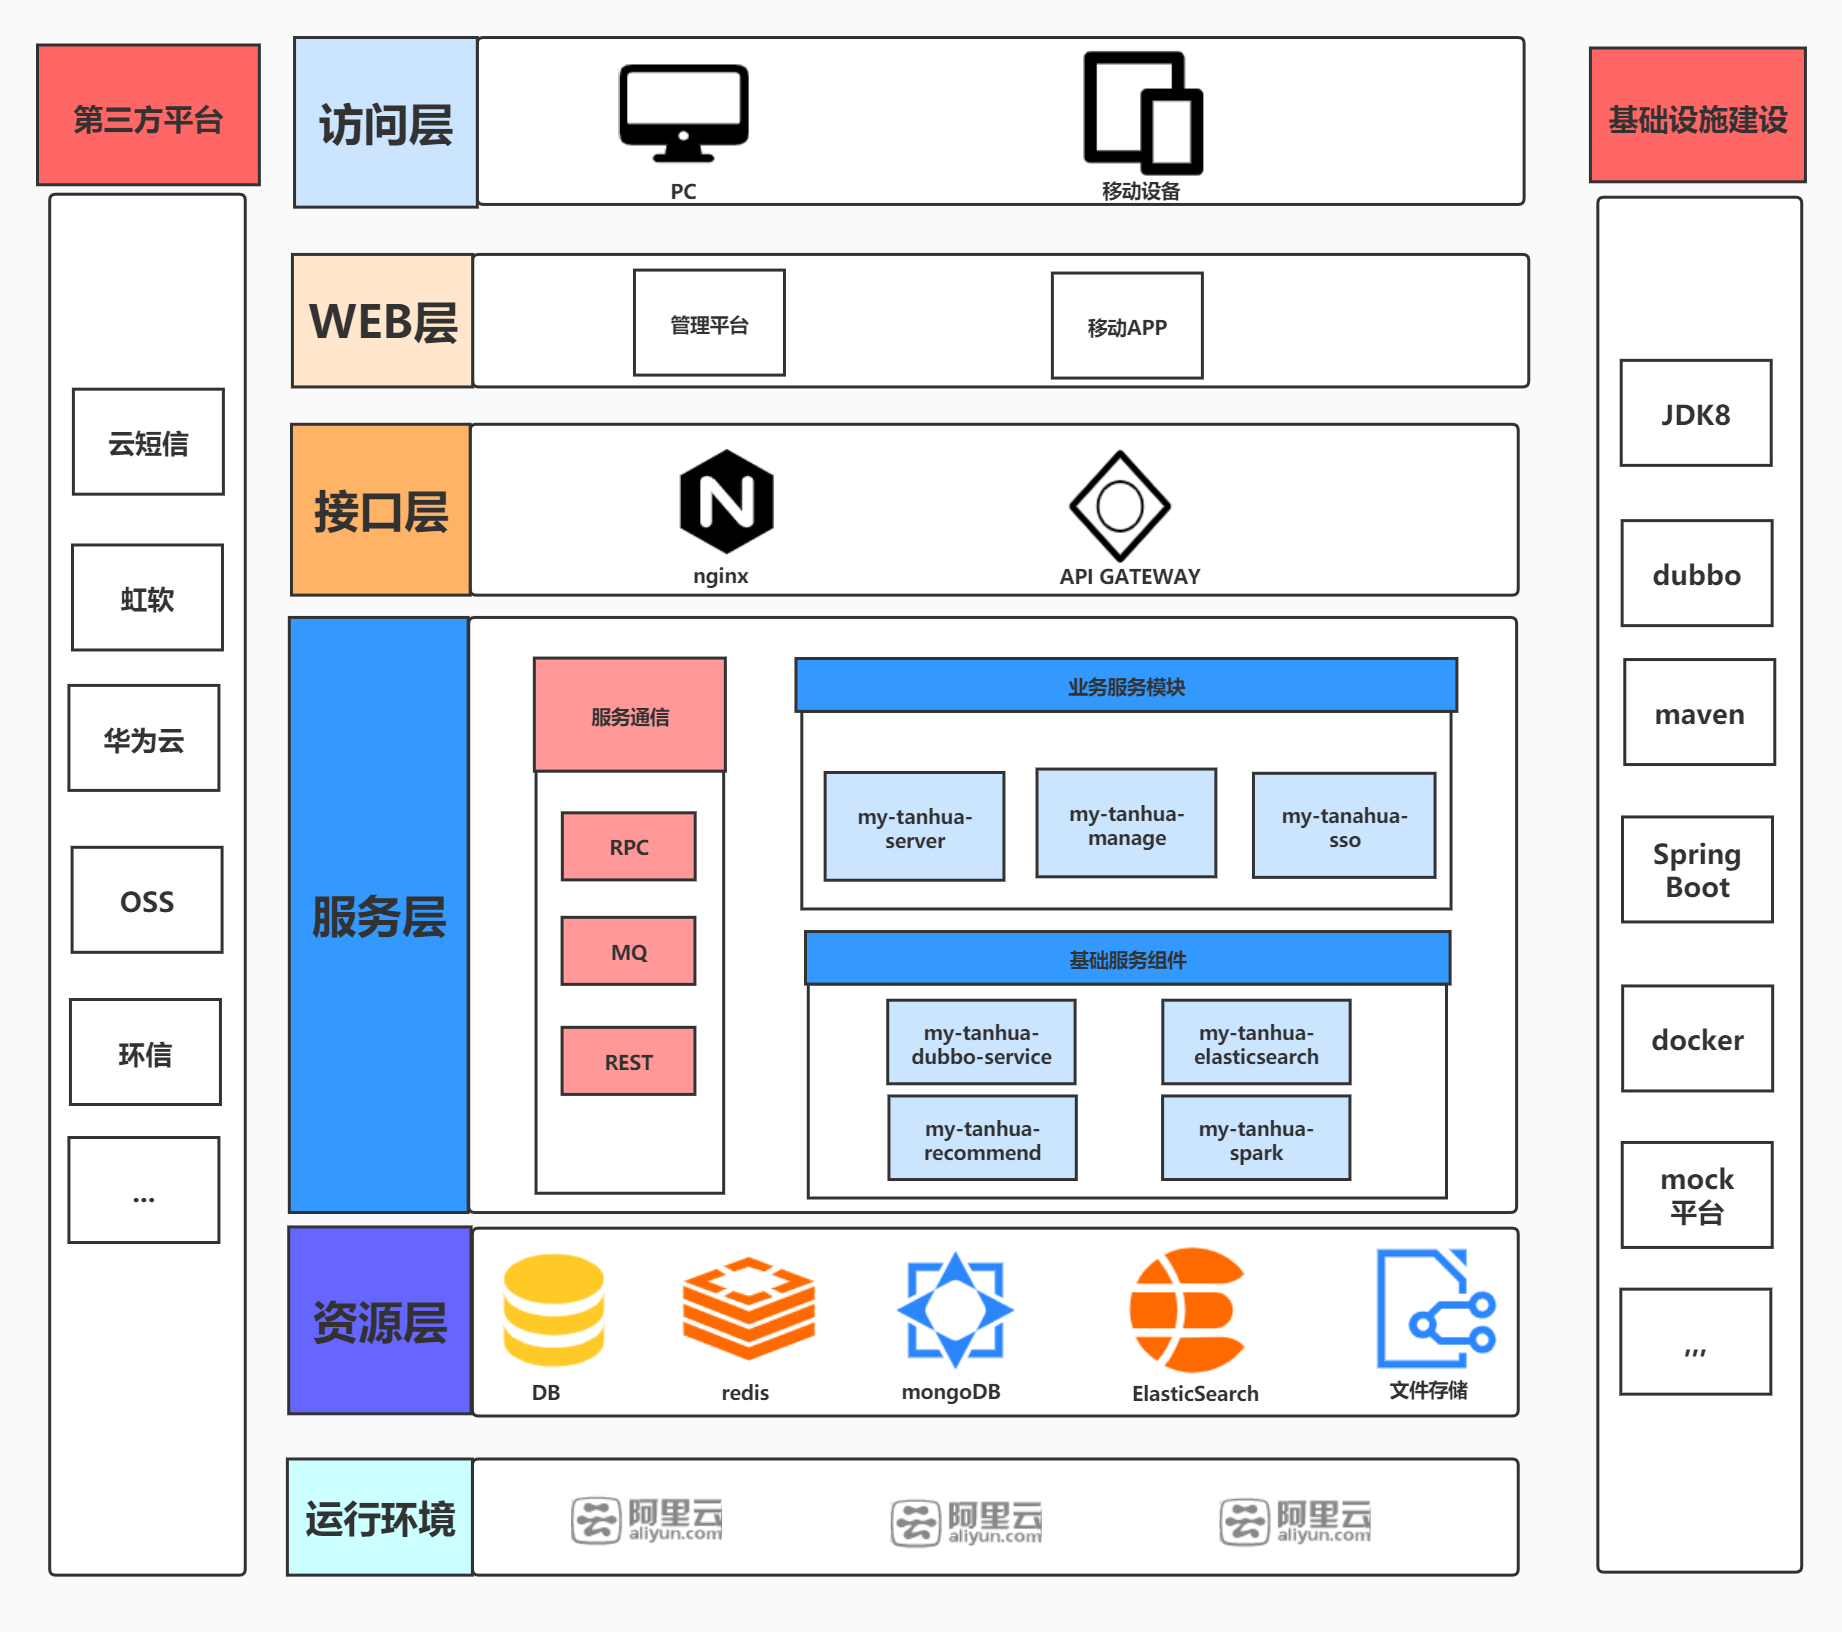 第三方平台
云短信
虹软
华为云
OSS
环信
...
访问层
PC
移动设备
WEB层
管理平台
移动APP
接口层
nginx
API GATEWAY
服务层
服务通信
RPC
MQ
REST
业务服务模块
my-tanhua-
server
my-tanhua-
manage
my-tanahua-
sso
基础服务组件
my-tanhua-
dubbo-service
my-tanhua-
elasticsearch
my-tanhua-
recommend
my-tanhua-
spark
资源层
DB
redis
mongoDB
ElasticSearch
文件存储
运行环境
阿里云
aliyun.com
阿里云
aliyun.com
阿里云
aliyun.com
基础设施建设
JDK8
dubbo
maven
Spring
Boot
docker
mock
平台
,,,